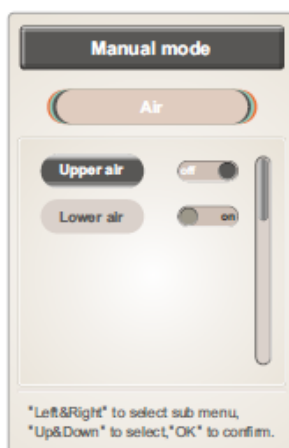 Manual mode
Air
Upper air off
Lower air on
"Left&Right" to select sub menu,
"Up&Down" to select,"OK" to confirm.